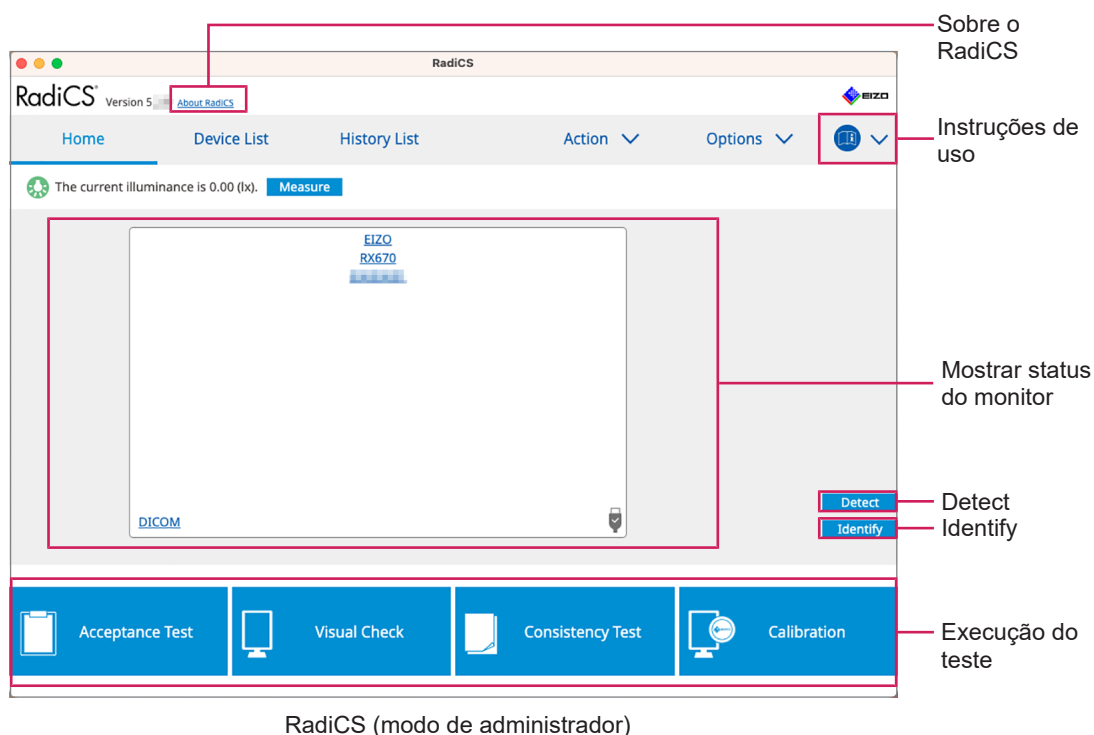 Sobre o
RadiCS
RadiCS
RadiCS® Version 5. About RadiCS
EIZO
Home Device List History List Action Options
Instruções de
uso
The current illuminance is 0.00 (lx). Measure
EIZO
RX670
Mostrar status
do monitor
Detect
Detect
Identify
Identify
DICOM
Acceptance Test Visual Check Consistency Test Calibration
Execução do
teste
RadiCS (modo de administrador)